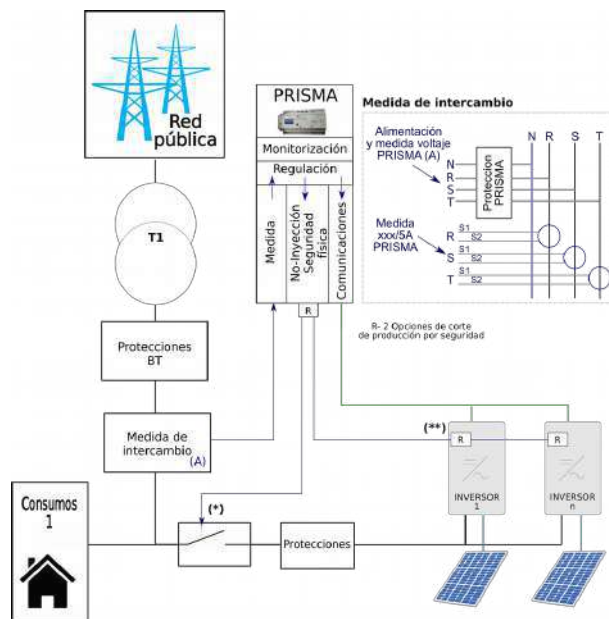 Red
pública
T1
Protecciones
BT
Medida de
intercambio
(A)
Consumos
1
PRISMA
Monitorización
Regulación
Medida
No-Inyección
Seguridad
física
Comunicaciones
R
Medida de intercambio
Alimentación
y medida voltaje
PRISMA (A)
N
R
S
T
Proteccion
PRISMA
N R S T
Medida
xxx/5A
PRISMA
R
S1
S2
S
S1
S2
T
S1
S2
R- 2 Opciones de corte
de producción por seguridad
(**)
R
R
INVERSOR
1
INVERSOR
n
(*)
Protecciones